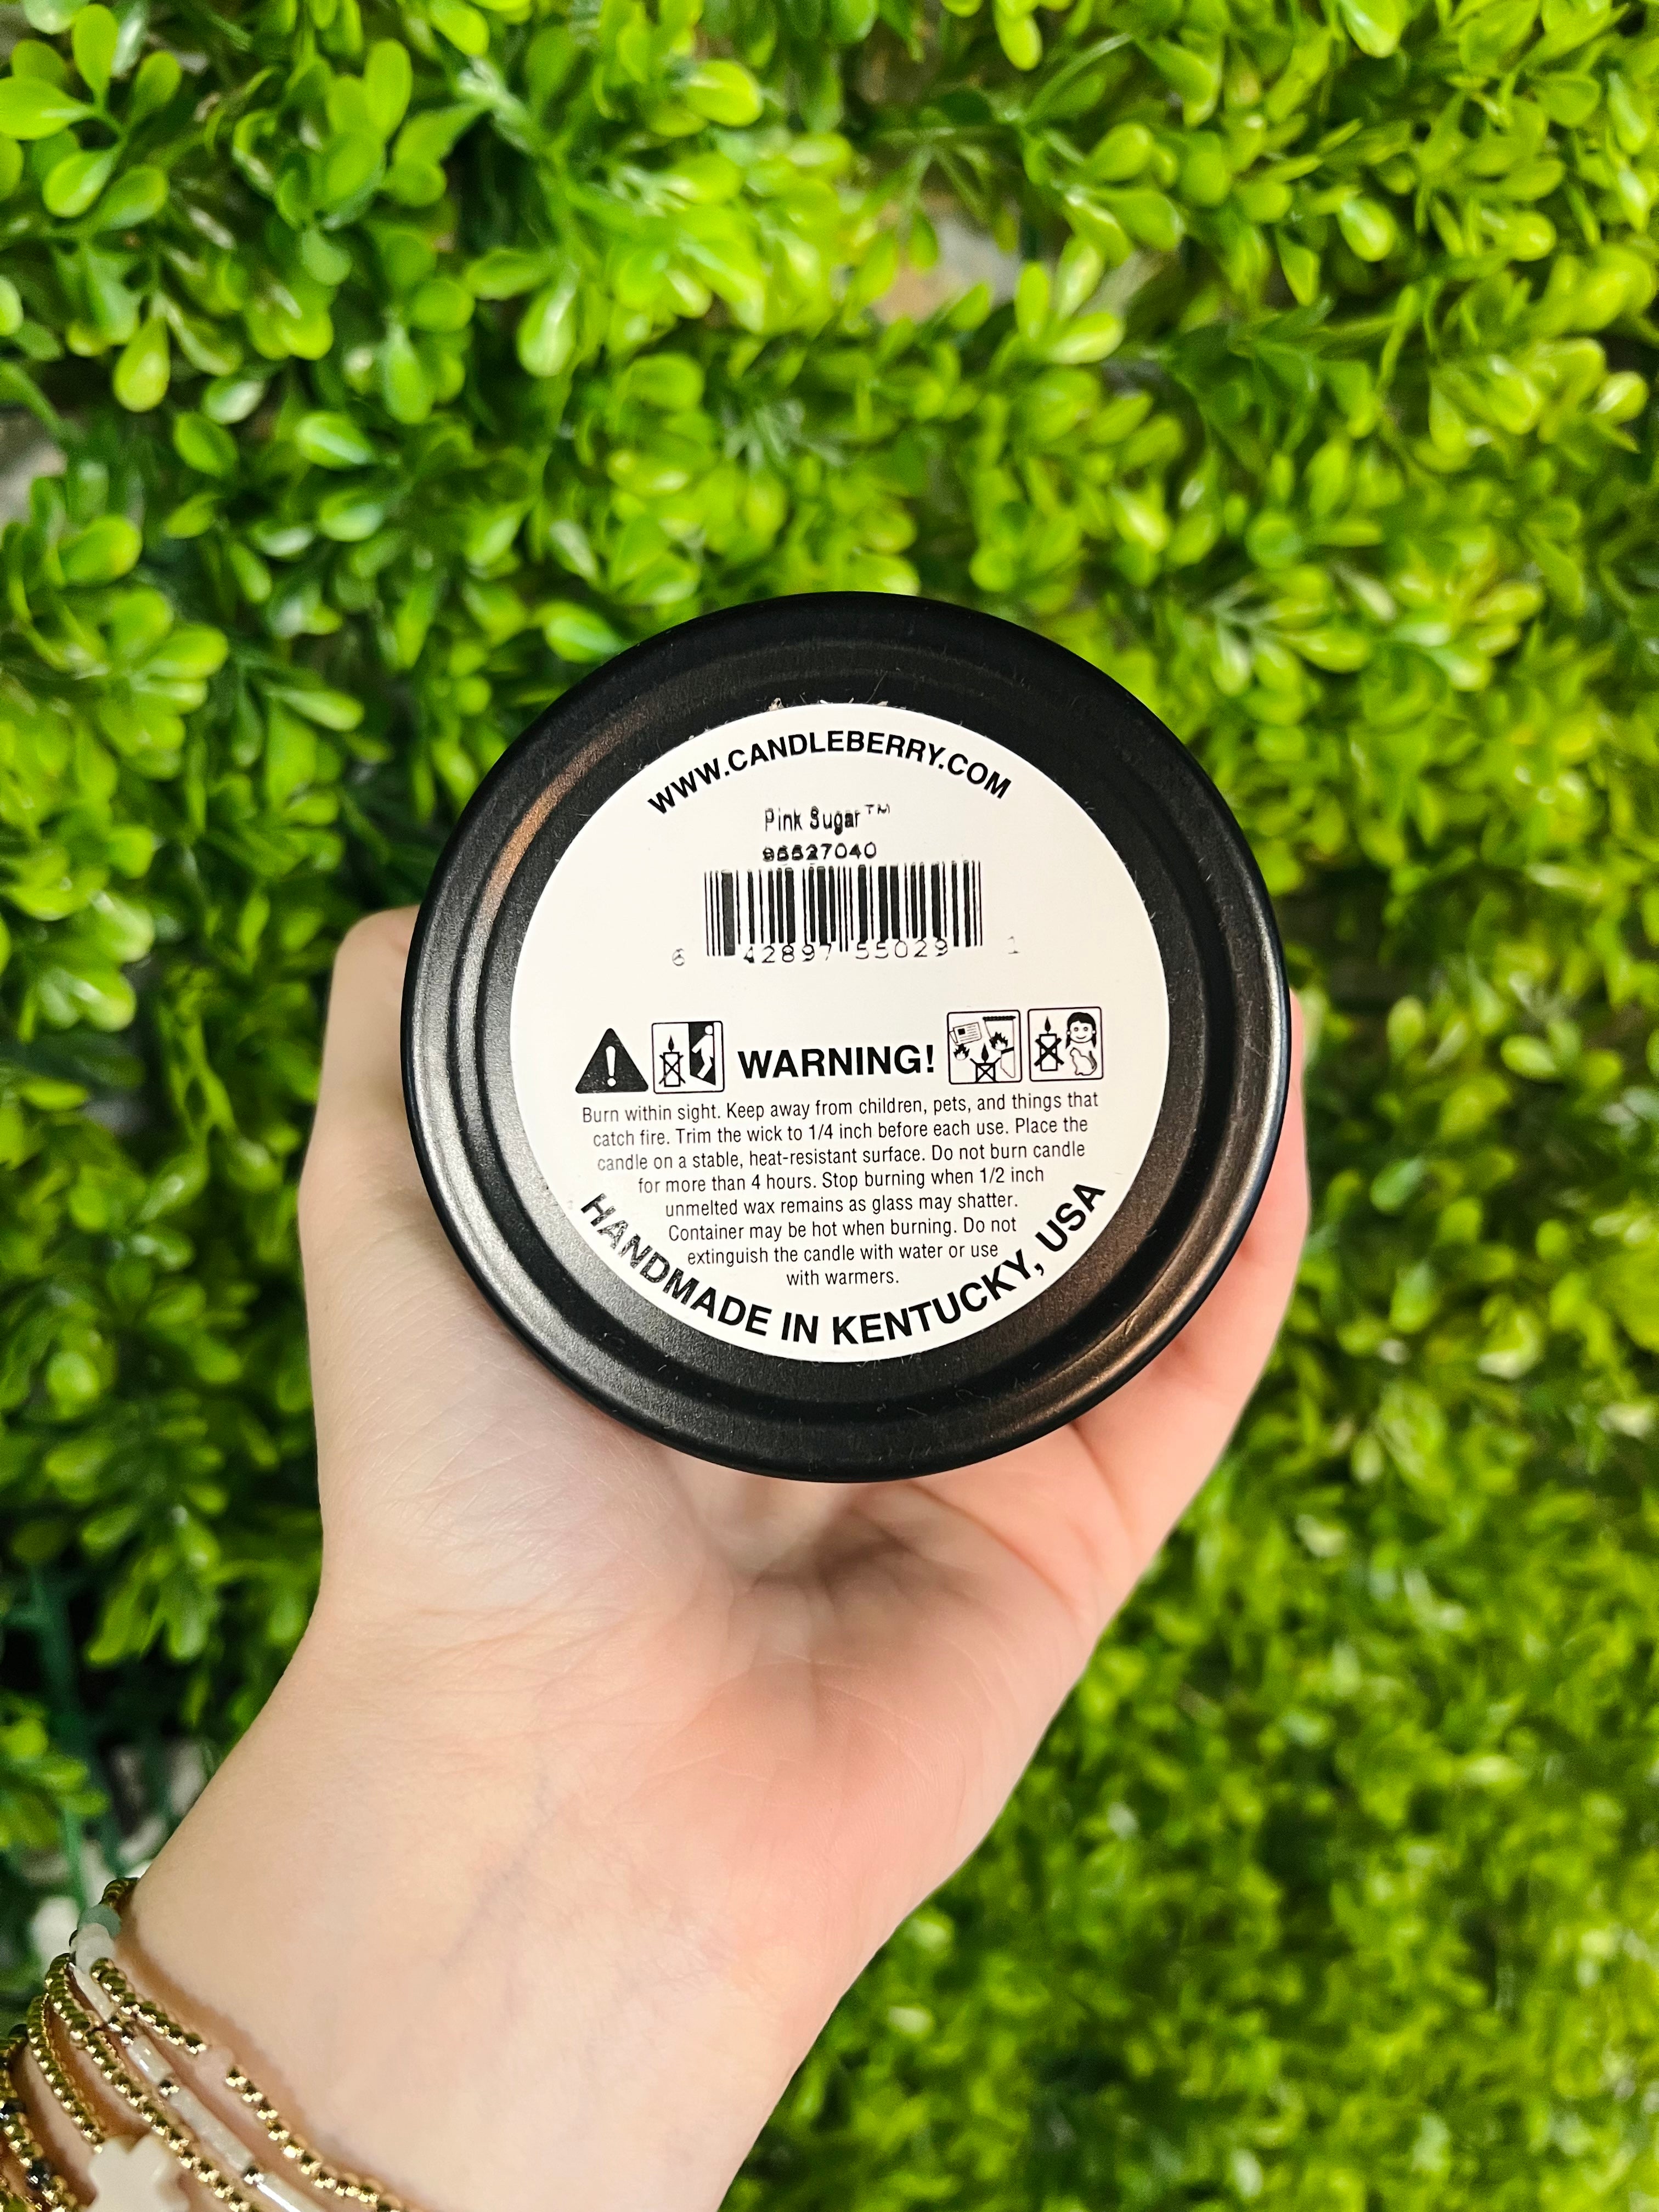 WWW.CANDLEBERRY.COM
Pink Sugar™
96527040
6 42897 55029 1
WARNING!
Burn within sight. Keep away from children, pets, and things that
catch fire. Trim the wick to 1/4 inch before each use. Place the
candle on a stable, heat-resistant surface. Do not burn candle
for more than 4 hours. Stop burning when 1/2 inch
unmelted wax remains as glass may shatter.
Container may be hot when burning. Do not
extinguish the candle with water or use
with warmers.
HANDMADE IN KENTUCKY, USA